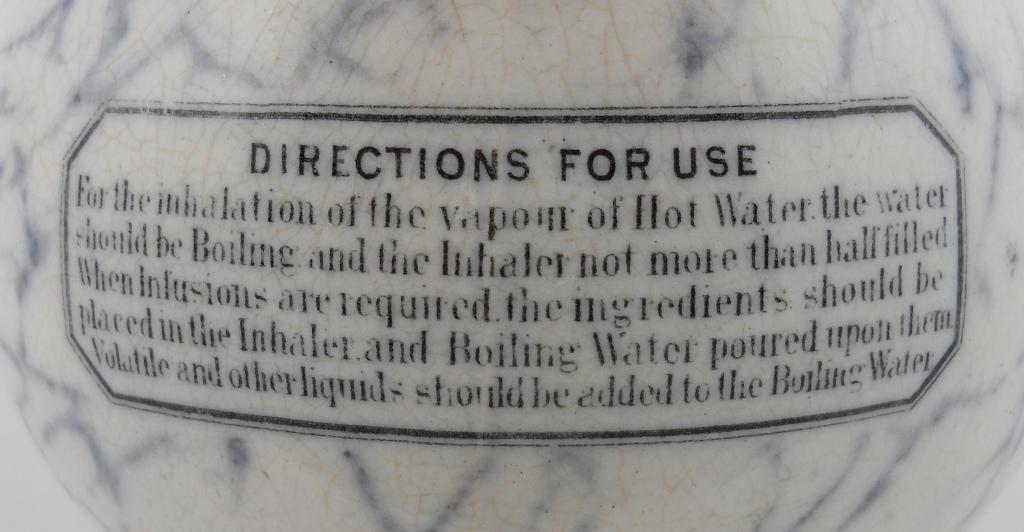 DIRECTIONS FOR USE
For the inhalation of the vapour of Hot Water. the water
should be Boiling. and the Inhaler not more than half filled
When Infusions are required. the ingredients should be
placed in the Inhaler. and Boiling Water poured upon them.
Volatile and other liquids should be added to the Boiling Water